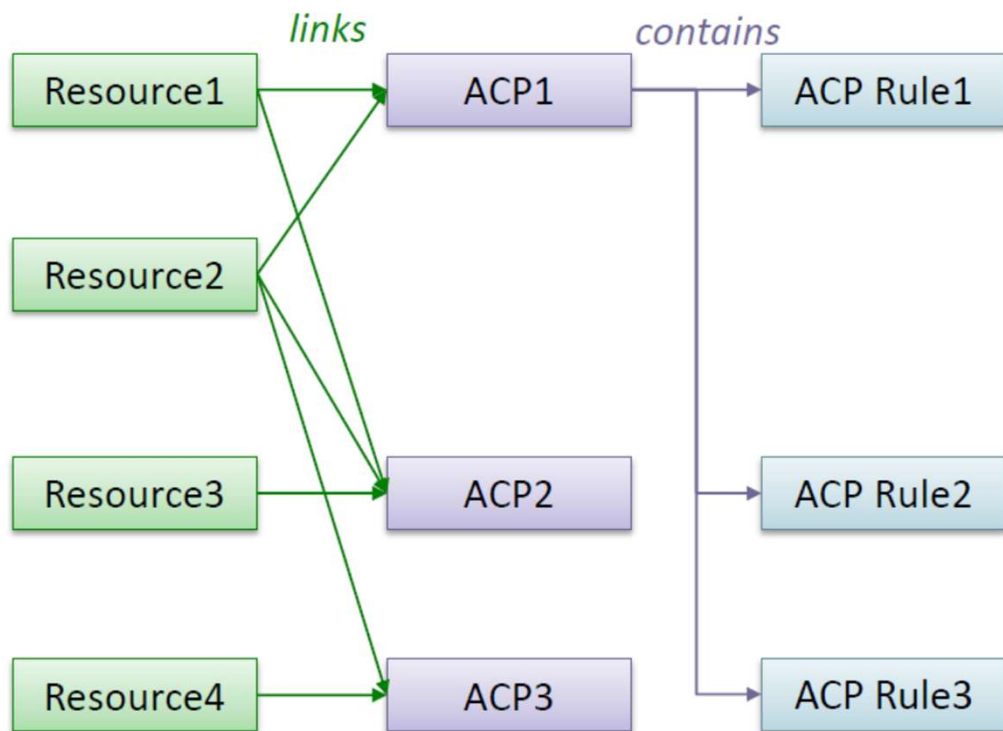 links
contains
Resource1
ACP1
ACP Rule1
Resource2
Resource3
ACP2
ACP Rule2
Resource4
ACP3
ACP Rule3